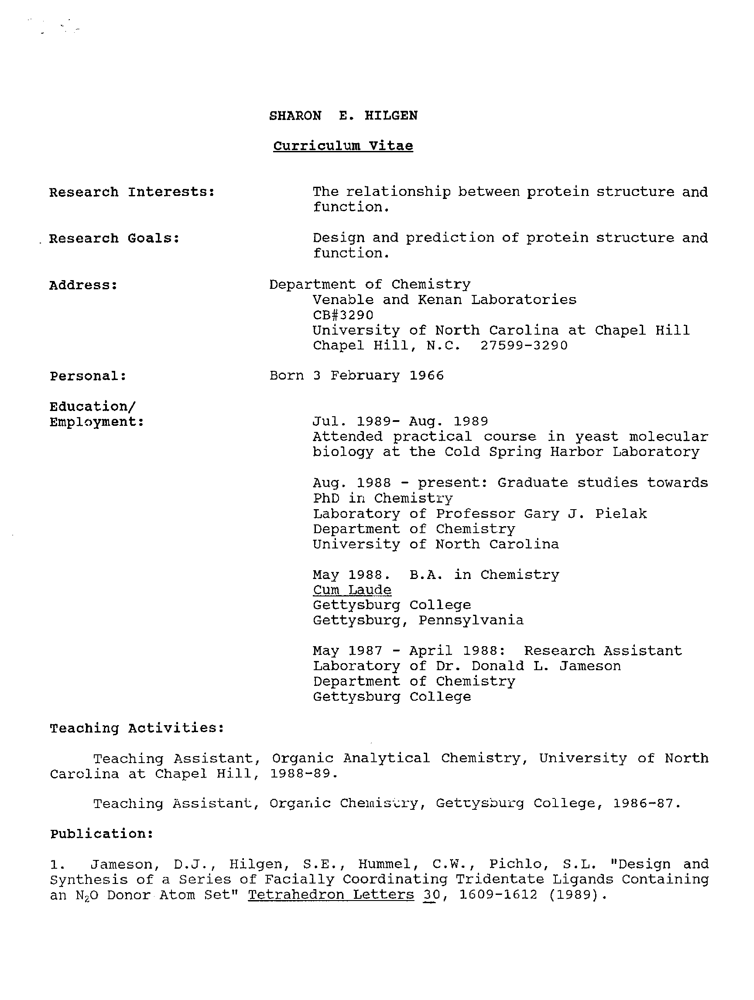 SHARON E. HILGEN
Curriculum Vitae
Research Interests: The relationship between protein structure and
function.
Research Goals: Design and prediction of protein structure and
function.
Address: Department of Chemistry
Venable and Kenan Laboratories
CB#3290
University of North Carolina at Chapel Hill
Chapel Hill, N.C. 27599-3290
Personal: Born 3 February 1966
Education/
Employment: Jul. 1989- Aug. 1989
Attended practical course in yeast molecular
biology at the Cold Spring Harbor Laboratory
Aug. 1988 - present: Graduate studies towards
PhD in Chemistry
Laboratory of Professor Gary J. Pielak
Department of Chemistry
University of North Carolina
May 1988. B.A. in Chemistry
Cum Laude
Gettysburg College
Gettysburg, Pennsylvania
May 1987 - April 1988: Research Assistant
Laboratory of Dr. Donald L. Jameson
Department of Chemistry
Gettysburg College
Teaching Activities:
Teaching Assistant, Organic Analytical Chemistry, University of North
Carolina at Chapel Hill, 1988-89.
Teaching Assistant, Organic Chemistry, Gettysburg College, 1986-87.
Publication:
1. Jameson, D.J., Hilgen, S.E., Hummel, C.W., Pichlo, S.L. "Design and
Synthesis of a Series of Facially Coordinating Tridentate Ligands Containing
an N₂O Donor Atom Set" Tetrahedron Letters 30, 1609-1612 (1989).